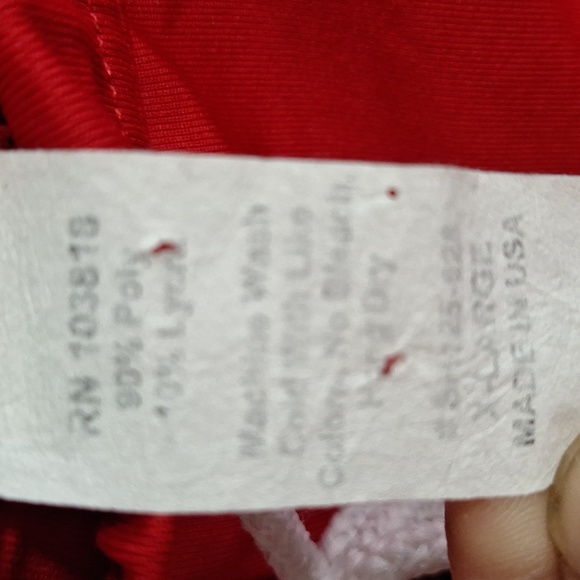 RN 103818
90% Poly
10% Lycra
Machine Wash
Cold With Like
Colors. No Bleach.
Dry
X-LARGE
MADE IN USA